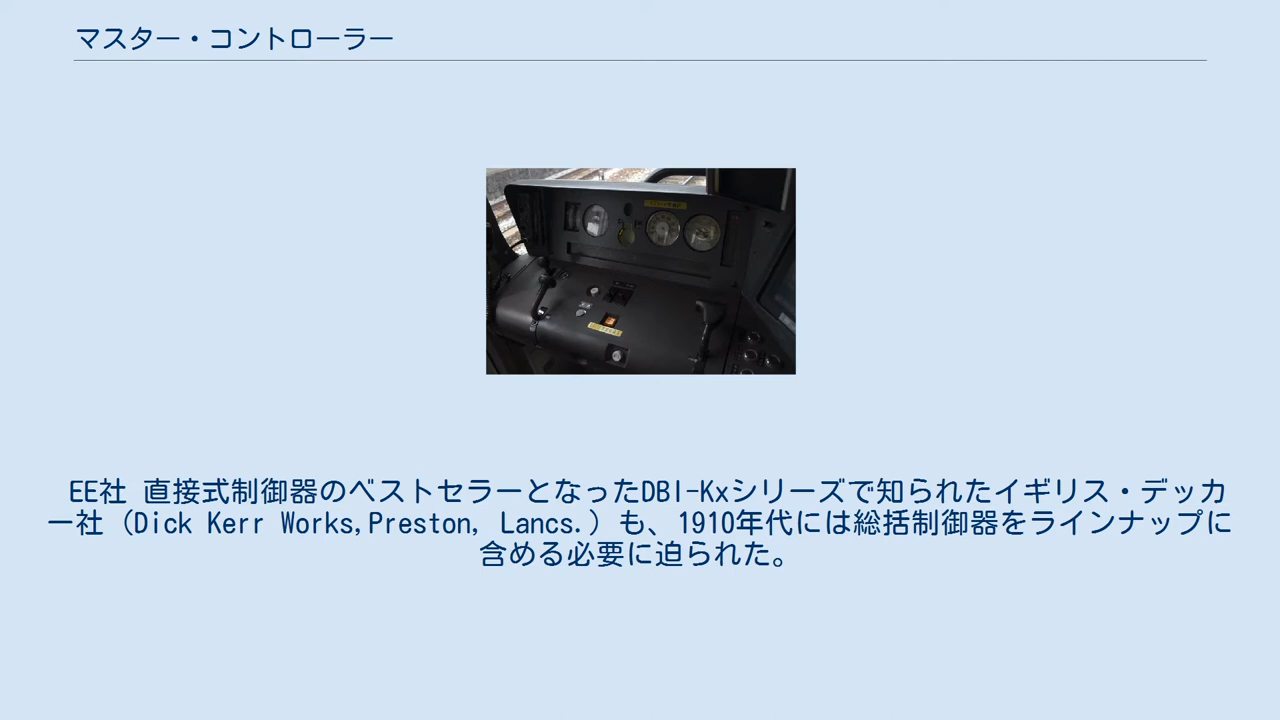 マスター・コントローラー
EE社 直接式制御器のベストセラーとなったDBI-Kxシリーズで知られたイギリス・デッカ
ー社（Dick Kerr Works,Preston, Lancs.）も、1910年代には総括制御器をラインナップに
含める必要に迫られた。